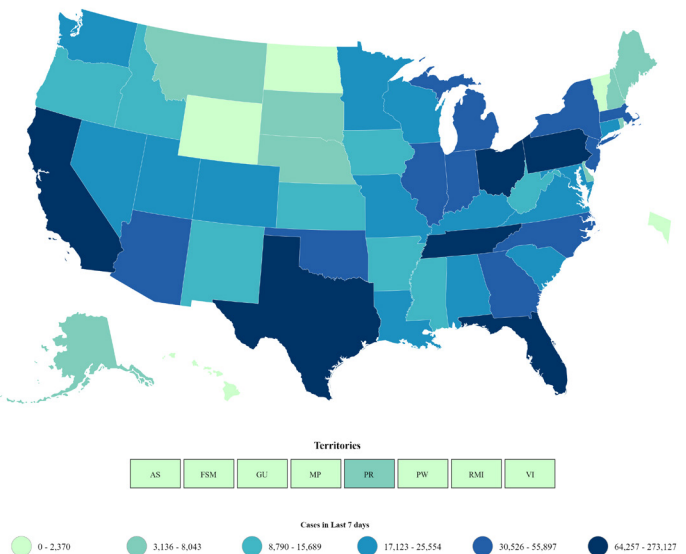 Territories
AS FSM GU MP PR PW RMI VI
Cases in Last 7 days
0 - 2,370 3,136 - 8,043 8,790 - 15,689 17,123 - 25,554 30,526 - 55,897 64,257 - 273,127